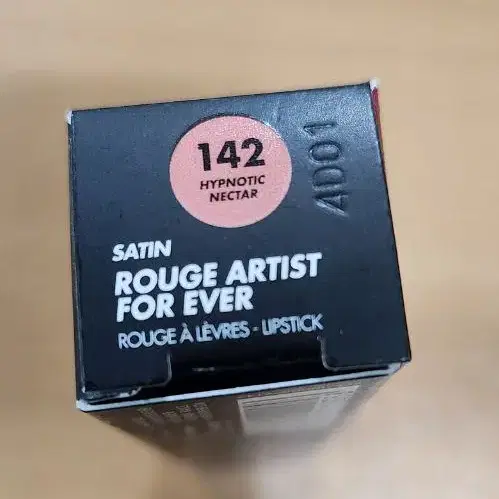 142
HYPNOTIC
NECTAR
4D01
SATIN
ROUGE ARTIST
FOR EVER
ROUGE À LÈVRES - LIPSTICK